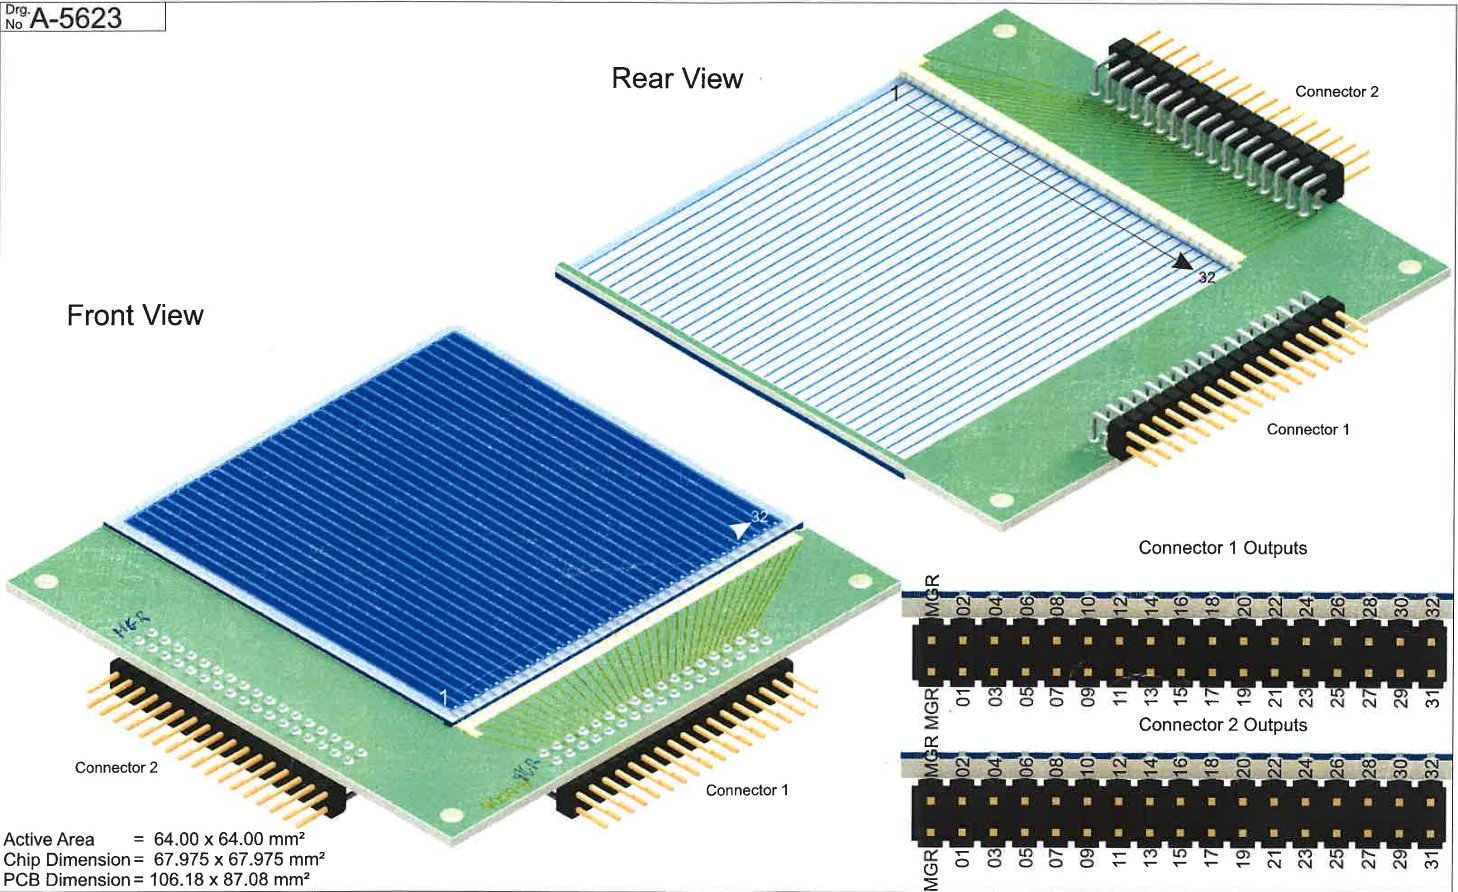 Drg. No A-5623
Rear View
Connector 2
1
32
Front View
Connector 1
32
1
MGR
MGR
Connector 2
Connector 1
Connector 1 Outputs
MGR 02 04 06 08 10 12 14 16 18 20 22 24 26 28 30 32
MGR 01 03 05 07 09 11 13 15 17 19 21 23 25 27 29 31
Connector 2 Outputs
MGR 02 04 06 08 10 12 14 16 18 20 22 24 26 28 30 32
MGR 01 03 05 07 09 11 13 15 17 19 21 23 25 27 29 31
Active Area = 64.00 x 64.00 mm²
Chip Dimension = 67.975 x 67.975 mm²
PCB Dimension = 106.18 x 87.08 mm²